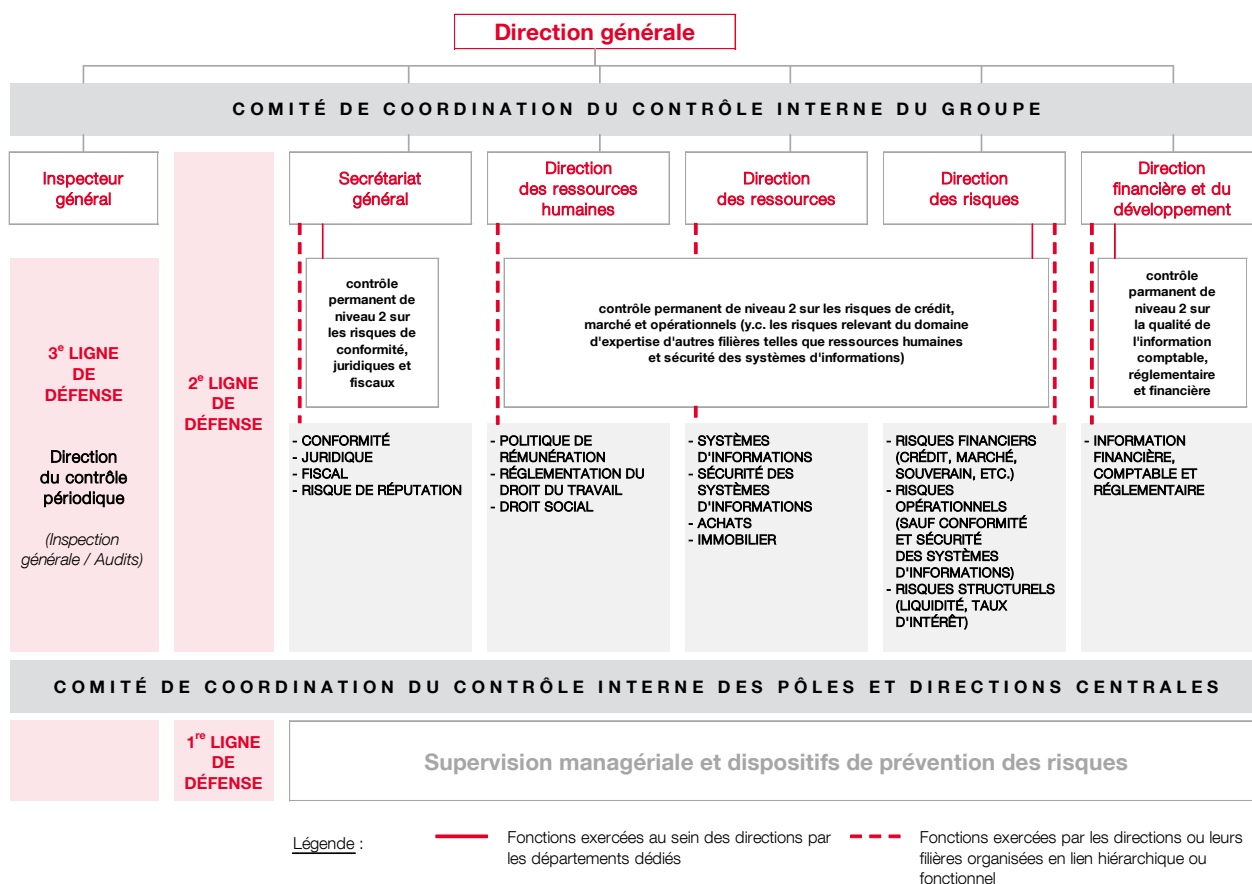 Direction générale
COMITÉ DE COORDINATION DU CONTRÔLE INTERNE DU GROUPE
Inspecteur
général
Secrétariat
général
Direction
des ressources
humaines
Direction
des ressources
Direction
des risques
Direction
financière et du
développement
3e LIGNE
DE
DÉFENSE
Direction
du contrôle
périodique
(Inspection
générale / Audits)
2e LIGNE
DE
DÉFENSE
contrôle
permanent de
niveau 2 sur
les risques de
conformité,
juridiques et
fiscaux
contrôle permanent de niveau 2 sur les risques de crédit,
marché et opérationnels (y.c. les risques relevant du domaine
d'expertise d'autres filières telles que ressources humaines
et sécurité des systèmes d'informations)
contrôle
parmanent de
niveau 2 sur
la qualité de
l'information
comptable,
réglementaire
et financière
- CONFORMITÉ
- JURIDIQUE
- FISCAL
- RISQUE DE RÉPUTATION
- POLITIQUE DE
RÉMUNÉRATION
- RÉGLEMENTATION DU
DROIT DU TRAVAIL
- DROIT SOCIAL
- SYSTÈMES
D'INFORMATIONS
- SÉCURITÉ DES
SYSTÈMES
D'INFORMATIONS
- ACHATS
- IMMOBILIER
- RISQUES FINANCIERS
(CRÉDIT, MARCHÉ,
SOUVERAIN, ETC.)
- RISQUES
OPÉRATIONNELS
(SAUF CONFORMITÉ
ET SÉCURITÉ
DES SYSTÈMES
D'INFORMATIONS)
- RISQUES STRUCTURELS
(LIQUIDITÉ, TAUX
D'INTÉRÊT)
- INFORMATION
FINANCIÈRE,
COMPTABLE ET
RÉGLEMENTAIRE
COMITÉ DE COORDINATION DU CONTRÔLE INTERNE DES PÔLES ET DIRECTIONS CENTRALES
1re LIGNE
DE
DÉFENSE
Supervision managériale et dispositifs de prévention des risques
Légende :
Fonctions exercées au sein des directions par
les départements dédiés
Fonctions exercées par les directions ou leurs
filières organisées en lien hiérarchique ou
fonctionnel